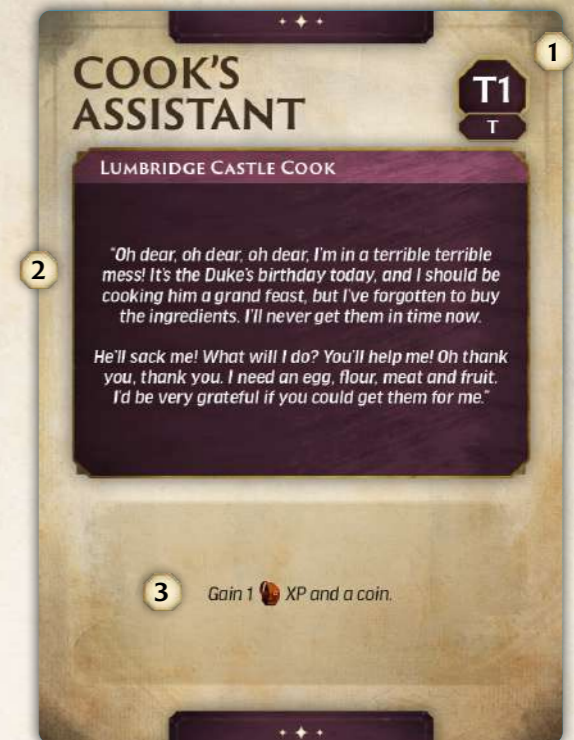 COOK'S
ASSISTANT
T1
T
1
LUMBRIDGE CASTLE COOK
2
"Oh dear, oh dear, oh dear, I'm in a terrible terrible
mess! It's the Duke's birthday today, and I should be
cooking him a grand feast, but I've forgotten to buy
the ingredients. I'll never get them in time now.
He'll sack me! What will I do? You'll help me! Oh thank
you, thank you. I need an egg, flour, meat and fruit.
I'd be very grateful if you could get them for me."
3
Gain 1 XP and a coin.